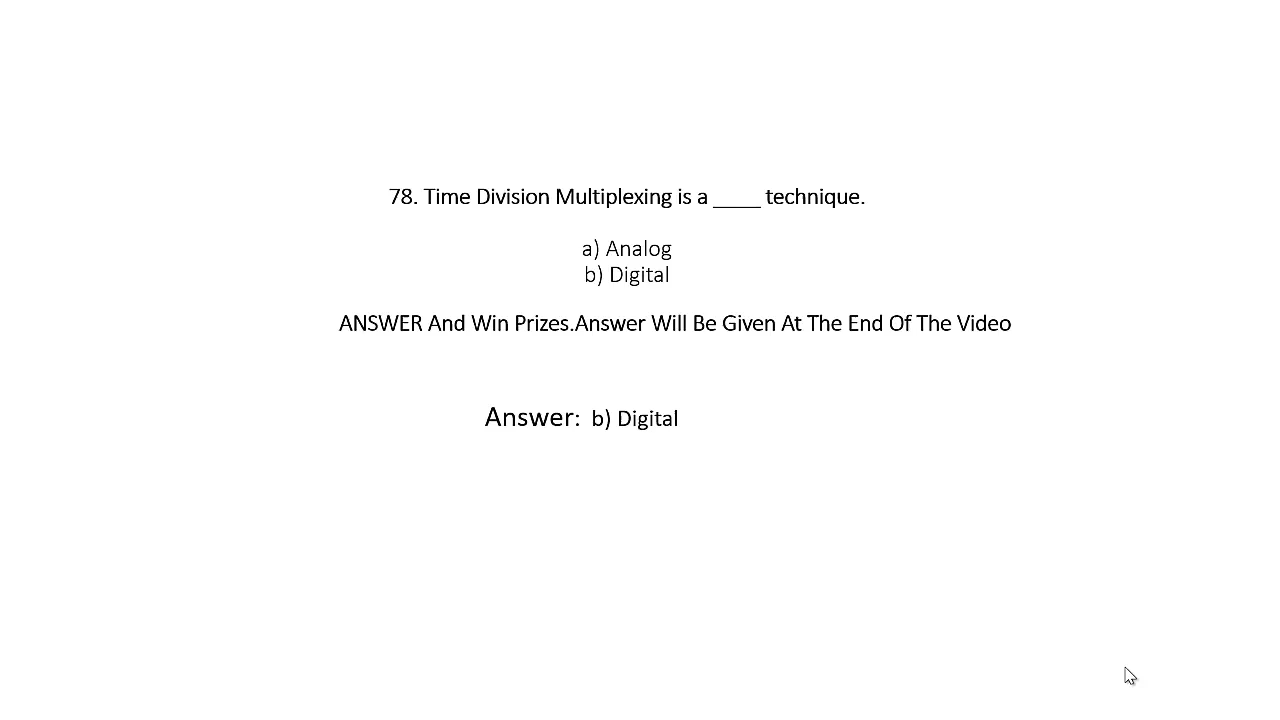 78. Time Division Multiplexing is a ____ technique.
a) Analog
b) Digital
ANSWER And Win Prizes.Answer Will Be Given At The End Of The Video
Answer: b) Digital